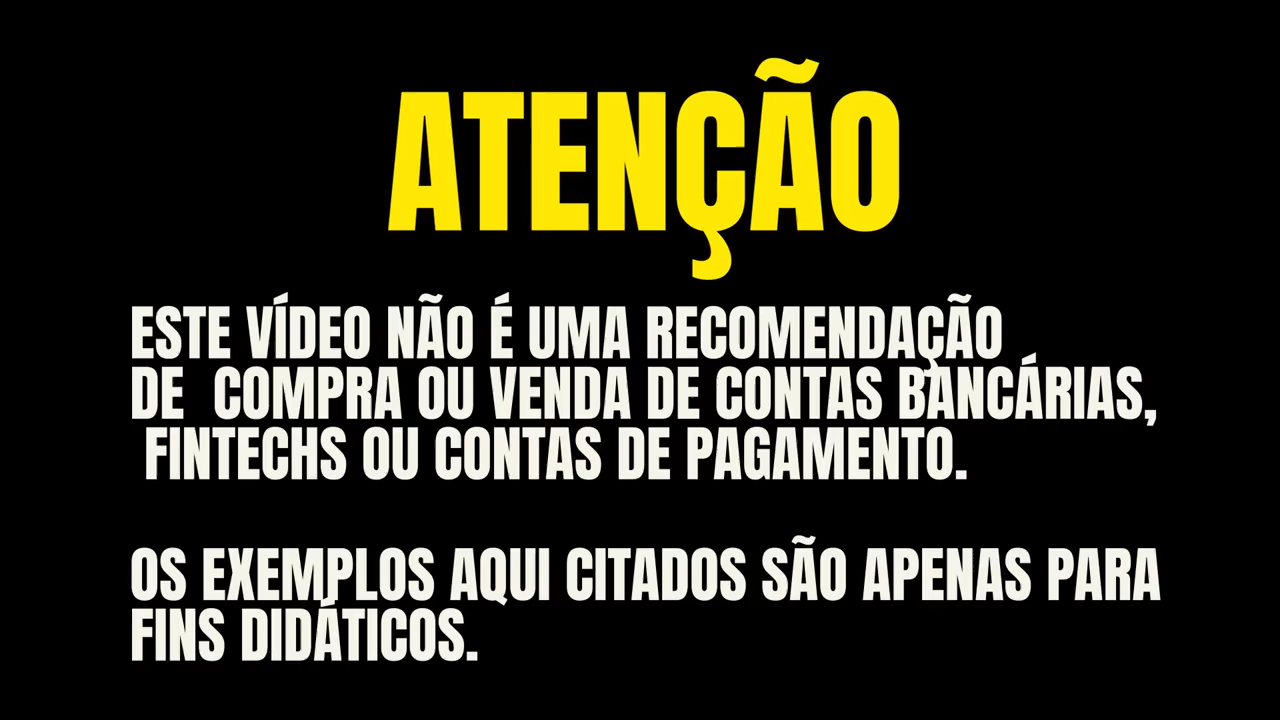 ATENÇÃO
ESTE VÍDEO NÃO É UMA RECOMENDAÇÃO
DE COMPRA OU VENDA DE CONTAS BANCÁRIAS,
FINTECHS OU CONTAS DE PAGAMENTO.
OS EXEMPLOS AQUI CITADOS SÃO APENAS PARA
FINS DIDÁTICOS.